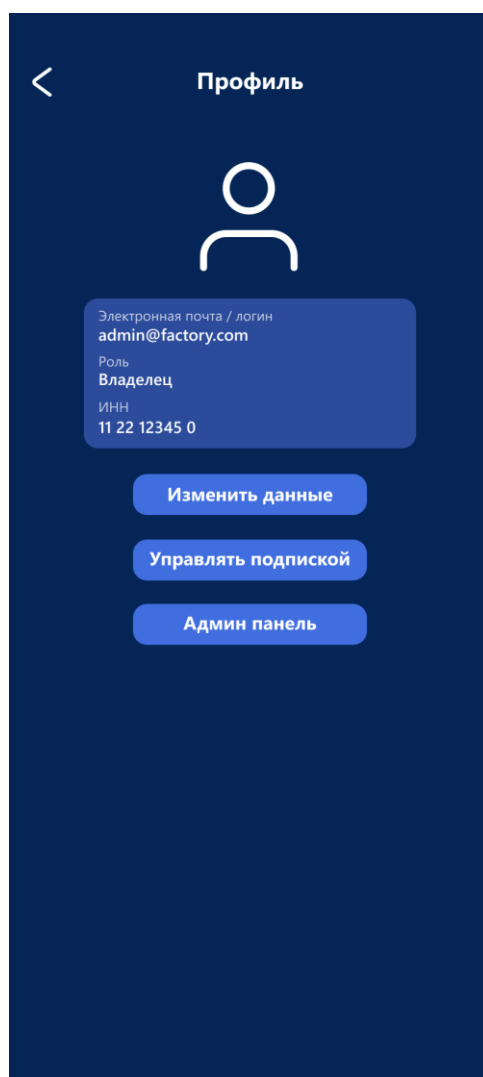 Профиль
Электронная почта / логин
admin@factory.com
Роль
Владелец
ИНН
11 22 12345 0
Изменить данные
Управлять подпиской
Админ панель